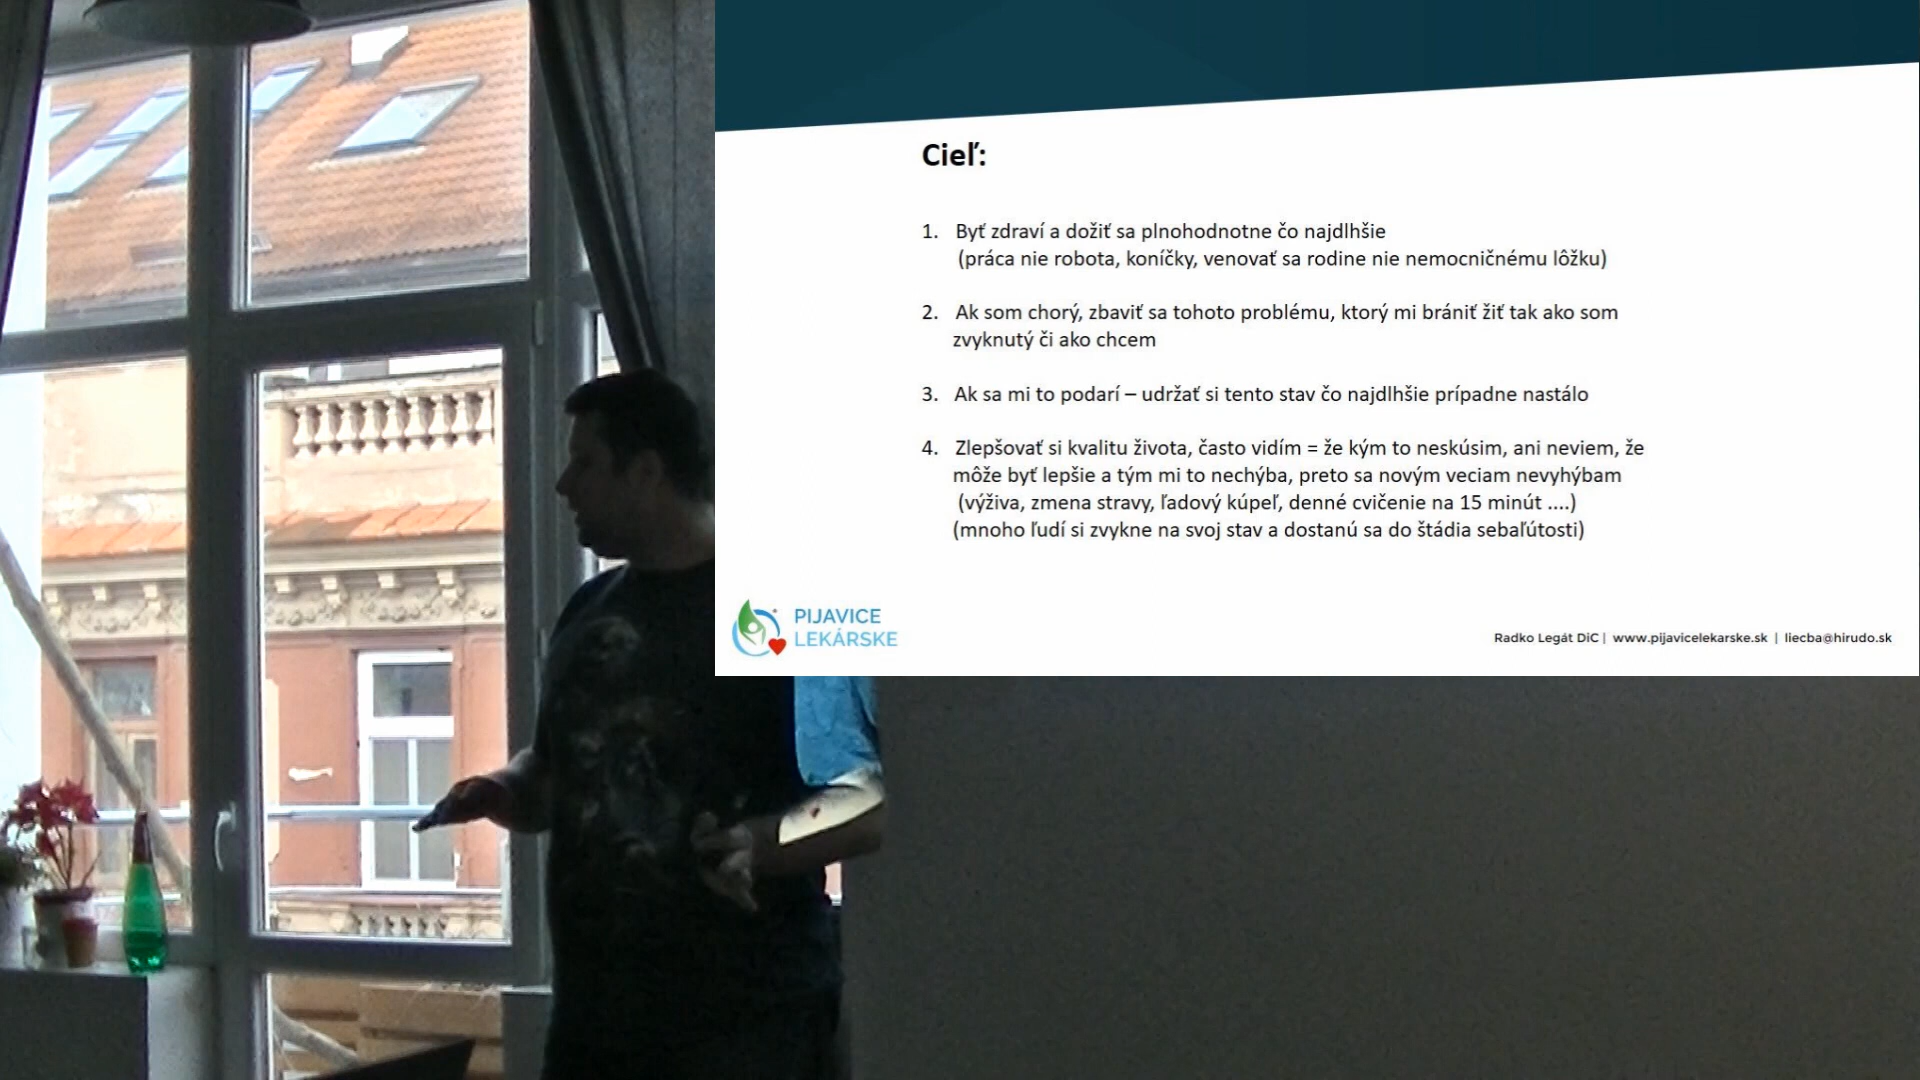 Cieľ:
1. Byť zdraví a dožiť sa plnohodnotne čo najdlhšie
(práca nie robota, koníčky, venovať sa rodine nie nemocničnému lôžku)
2. Ak som chorý, zbaviť sa tohoto problému, ktorý mi brániť žiť tak ako som
zvyknutý či ako chcem
3. Ak sa mi to podarí – udržať si tento stav čo najdlhšie prípadne nastálo
4. Zlepšovať si kvalitu života, často vidím = že kým to neskúsim, ani neviem, že
môže byť lepšie a tým mi to nechýba, preto sa novým veciam nevyhýbam
(výživa, zmena stravy, ľadový kúpeľ, denné cvičenie na 15 minút ....)
(mnoho ľudí si zvykne na svoj stav a dostanú sa do štádia sebaľútosti)
PIJAVICE
LEKÁRSKE
Radko Legát DiC | www.pijavicelekarske.sk | liecba@hirudo.sk